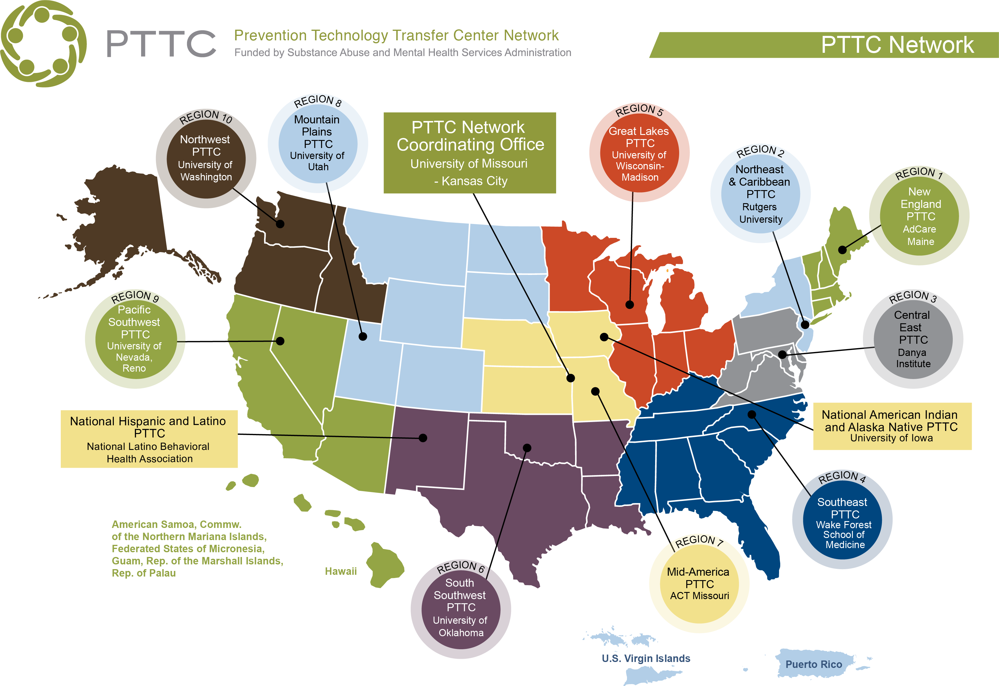 PTTC
Prevention Technology Transfer Center Network
Funded by Substance Abuse and Mental Health Services Administration
PTTC Network
REGION 10
Northwest
PTTC
University of
Washington
REGION 8
Mountain
Plains
PTTC
University of
Utah
PTTC Network
Coordinating Office
University of Missouri
- Kansas City
REGION 5
Great Lakes
PTTC
University of
Wisconsin-
Madison
REGION 2
Northeast
& Caribbean
PTTC
Rutgers
University
REGION 1
New
England
PTTC
AdCare
Maine
REGION 9
Pacific
Southwest
PTTC
University of
Nevada,
Reno
REGION 3
Central
East
PTTC
Danya
Institute
National Hispanic and Latino
PTTC
National Latino Behavioral
Health Association
National American Indian
and Alaska Native PTTC
University of Iowa
REGION 4
Southeast
PTTC
Wake Forest
School of
Medicine
American Samoa, Commw.
of the Northern Mariana Islands,
Federated States of Micronesia,
Guam, Rep. of the Marshall Islands,
Rep. of Palau
Hawaii
REGION 6
South
Southwest
PTTC
University of
Oklahoma
REGION 7
Mid-America
PTTC
ACT Missouri
U.S. Virgin Islands
Puerto Rico